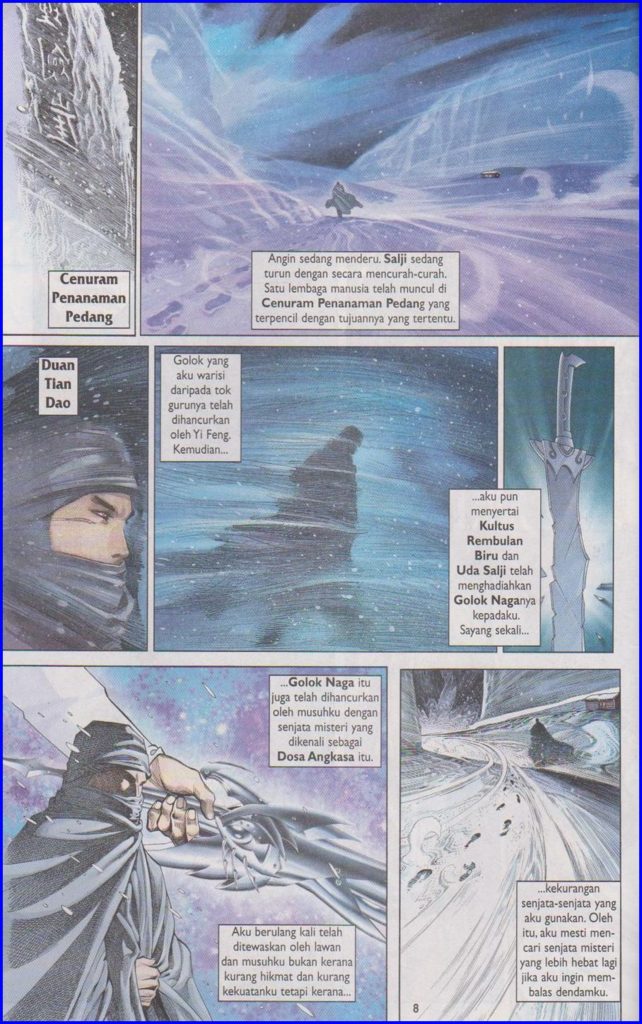 Cenuram
Penanaman
Pedang
Angin sedang menderu. Salji sedang
turun dengan secara mencurah-curah.
Satu lembaga manusia telah muncul di
Cenuram Penanaman Pedang yang
terpencil dengan tujuannya yang tertentu.
Duan
Tian
Dao
Golok yang
aku warisi
daripada tok
gurunya telah
dihancurkan
oleh Yi Feng.
Kemudian...
...aku pun
menyertai
Kultus
Rembulan
Biru dan
Uda Salji telah
menghadiahkan
Golok Naganya
kepadaku.
Sayang sekali...
...Golok Naga itu
juga telah dihancurkan
oleh musuhku dengan
senjata misteri yang
dikenali sebagai
Dosa Angkasa itu.
Aku berulang kali telah
ditewaskan oleh lawan
dan musuhku bukan kerana
kurang hikmat dan kurang
kekuatanku tetapi kerana...
...kekurangan
senjata-senjata yang
aku gunakan. Oleh
itu, aku mesti men-
cari senjata misteri
yang lebih hebat lagi
jika aku ingin mem-
balas dendamku.
8